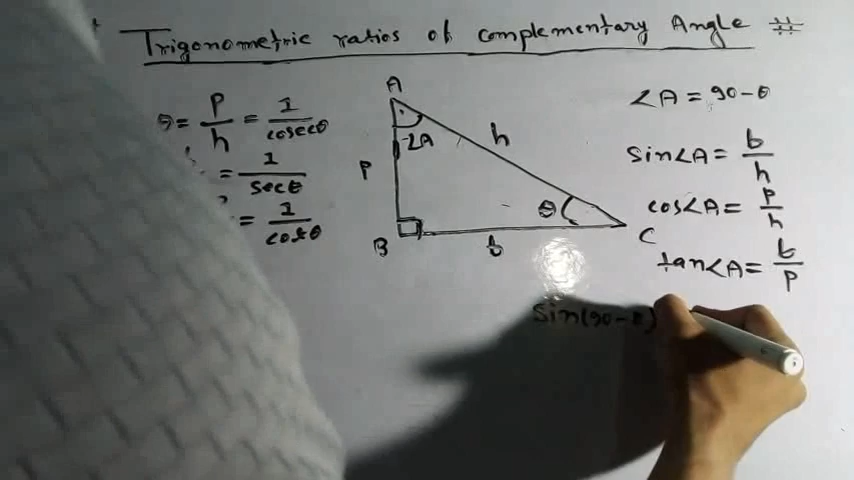 Trigonometric ratios of complementary Angle #
θ = p/h = 1/cosecθ
= 1/secθ
= 1/cotθ
A
∠A
h
P
θ
B
b
C
∠A = 90-θ
sin∠A = b/h
cos∠A = p/h
tan∠A = b/p
sin(90-θ)